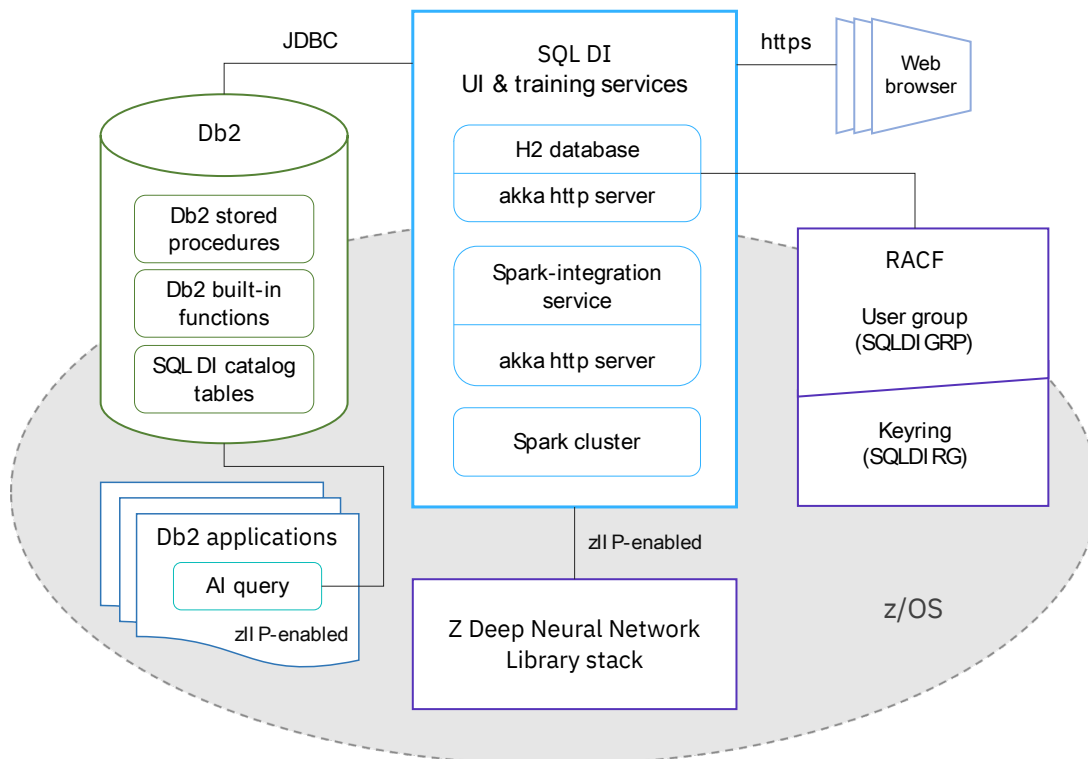 JDBC
SQL DI
UI & training services
https
Web
browser
Db2
H2 database
akka http server
Db2 stored
procedures
Db2 built-in
functions
SQL DI catalog
tables
Spark-integration
service
akka http server
Spark cluster
RACF
User group
(SQLDIGRP)
Keyring
(SQLDIRG)
Db2 applications
AI query
zIIP-enabled
zIIP-enabled
Z Deep Neural Network
Library stack
z/OS